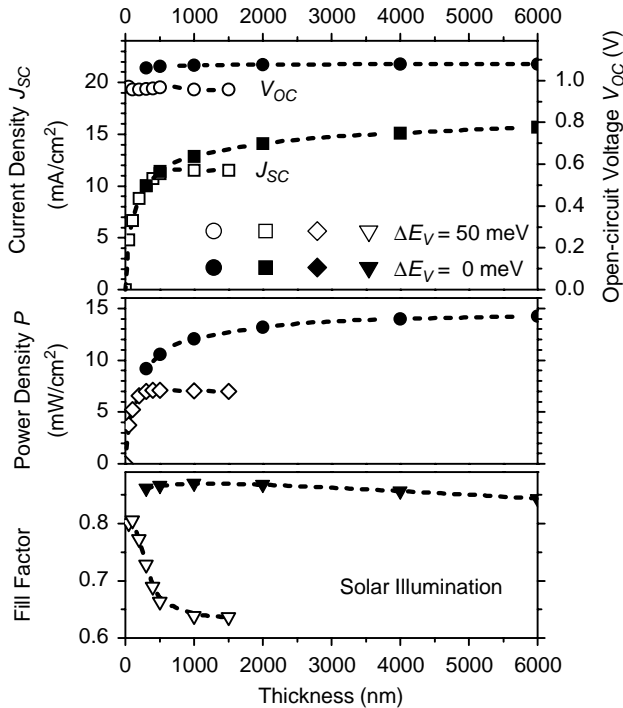 0 1000 2000 3000 4000 5000 6000
Current Density J_SC
(mA/cm²)
20
15
10
5
0
V_OC
J_SC
ΔE_V = 50 meV
ΔE_V = 0 meV
1.0
0.8
0.6
0.4
0.2
0.0
Open-circuit Voltage V_OC (V)
Power Density P
(mW/cm²)
15
10
5
0
Fill Factor
0.8
0.7
0.6
Solar Illumination
0 1000 2000 3000 4000 5000 6000
Thickness (nm)